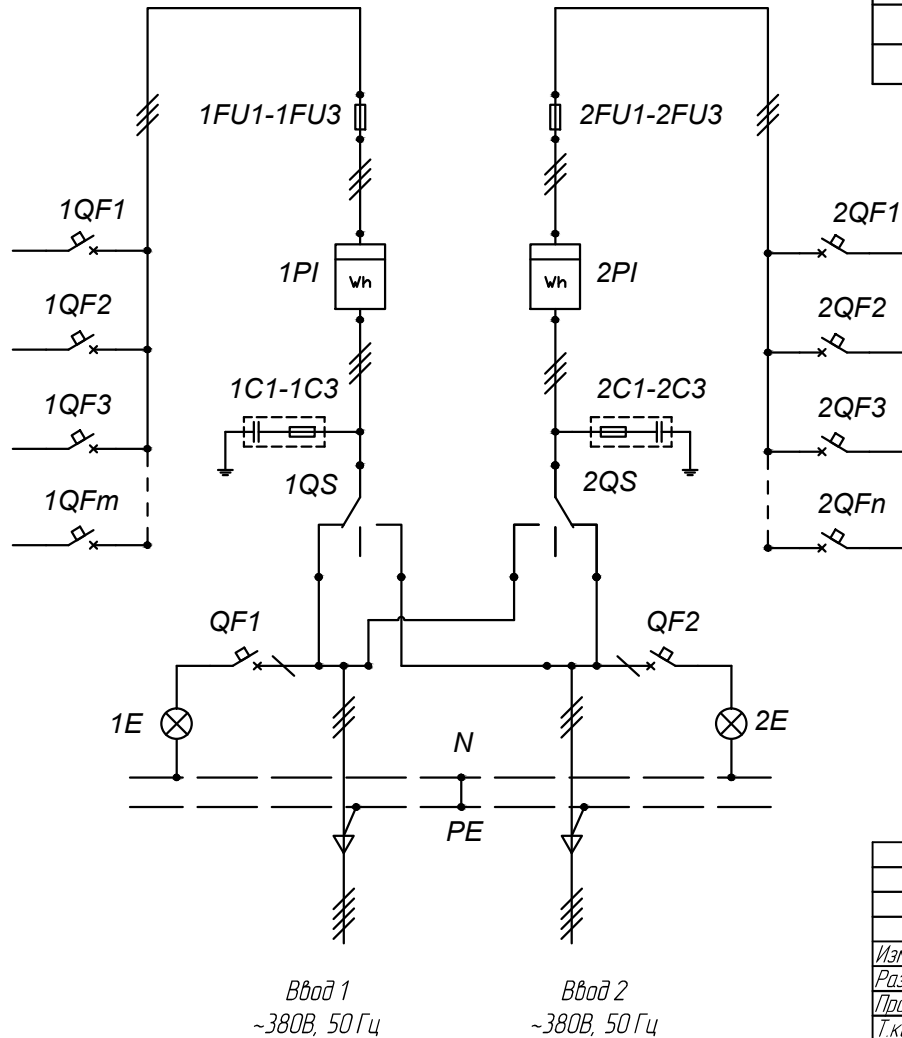 1FU1-1FU3
2FU1-2FU3
1QF1
2QF1
1PI
Wh
Wh
2PI
1QF2
2QF2
1C1-1C3
2C1-2C3
1QF3
2QF3
1QS
2QS
1QFm
2QFn
QF1
QF2
1E
2E
N
PE
Ввод 1
~380В, 50 Гц
Ввод 2
~380В, 50 Гц